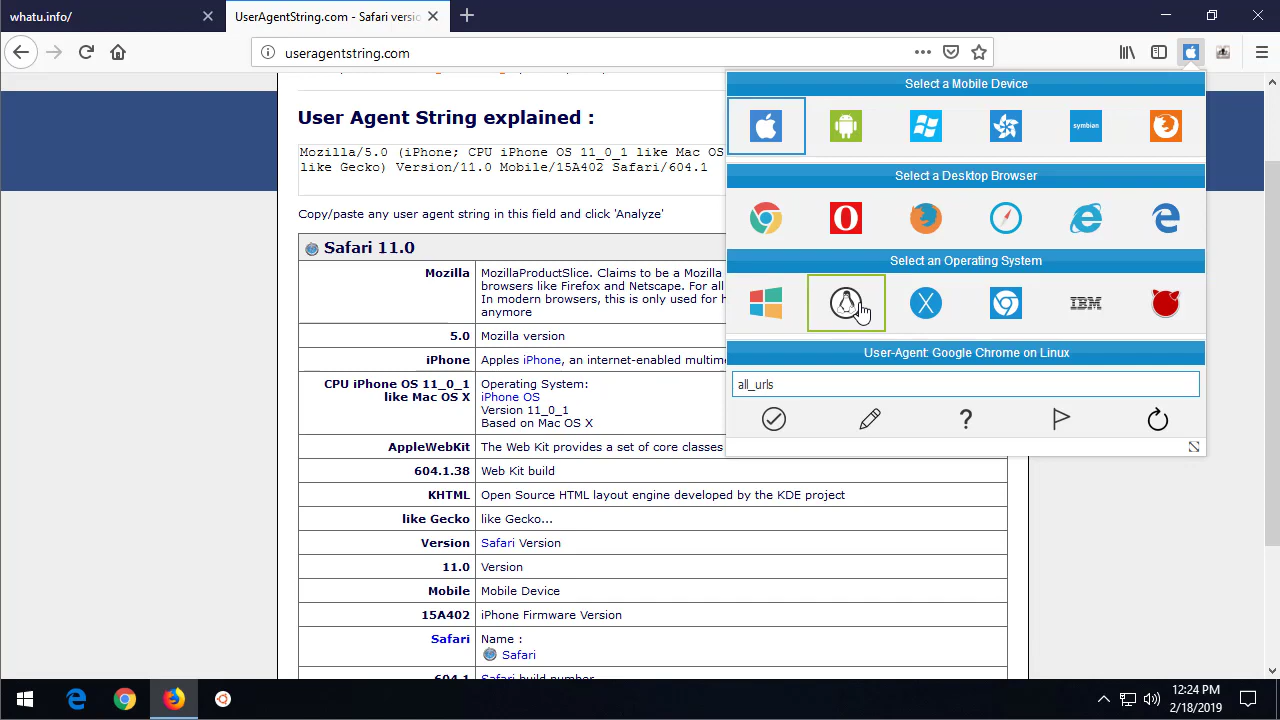 whatu.info/
UserAgentString.com - Safari versio
useragentstring.com
User Agent String explained :
Mozilla/5.0 (iPhone; CPU iPhone OS 11_0_1 like Mac OS
like Gecko) Version/11.0 Mobile/15A402 Safari/604.1
Copy/paste any user agent string in this field and click 'Analyze'
Safari 11.0
Mozilla
MozillaProductSlice. Claims to be a Mozilla
browsers like Firefox and Netscape. For all
In modern browsers, this is only used for h
anymore
5.0
Mozilla version
iPhone
Apples iPhone, an internet-enabled multime
CPU iPhone OS 11_0_1
like Mac OS X
Operating System:
iPhone OS
Version 11_0_1
Based on Mac OS X
AppleWebKit
The Web Kit provides a set of core classes
604.1.38
Web Kit build
KHTML
Open Source HTML layout engine developed by the KDE project
like Gecko
like Gecko...
Version
Safari Version
11.0
Version
Mobile
Mobile Device
15A402
iPhone Firmware Version
Safari
Name :
Safari
604.1
Safari build number
Select a Mobile Device
symbian
Select a Desktop Browser
Select an Operating System
X
IBM
User-Agent: Google Chrome on Linux
all_urls
?
12:24 PM
2/18/2019